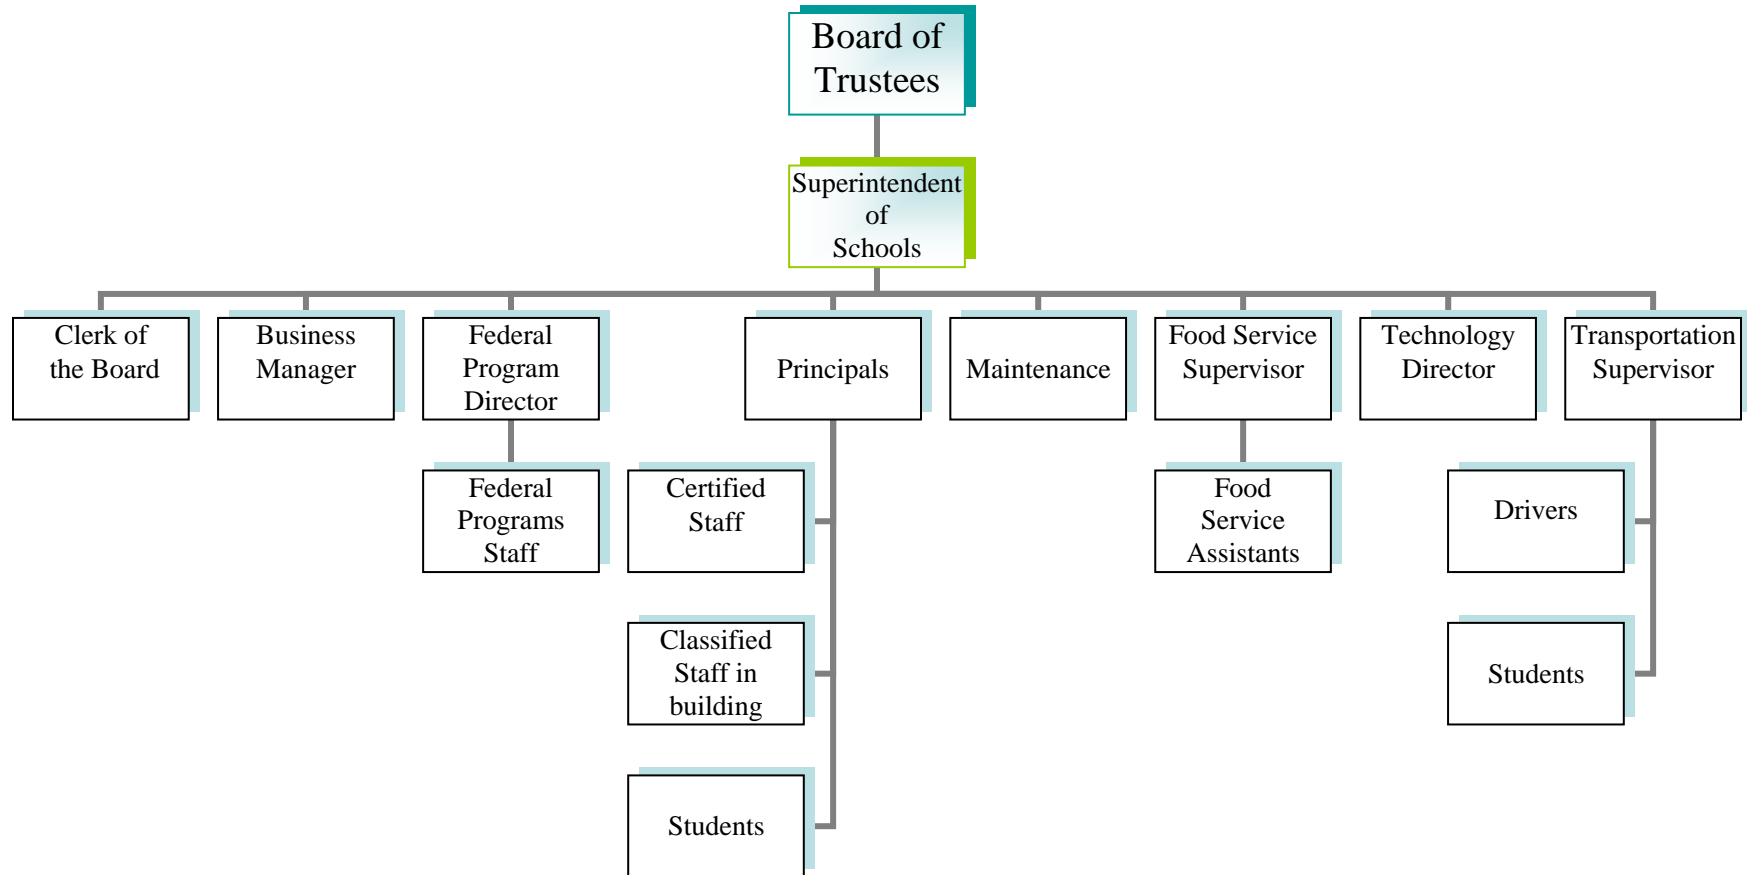 Board of
Trustees
Superintendent
of
Schools
Clerk of
the Board
Business
Manager
Federal
Program
Director
Principals
Maintenance
Food Service
Supervisor
Technology
Director
Transportation
Supervisor
Federal
Programs
Staff
Certified
Staff
Food
Service
Assistants
Drivers
Classified
Staff in
building
Students
Students